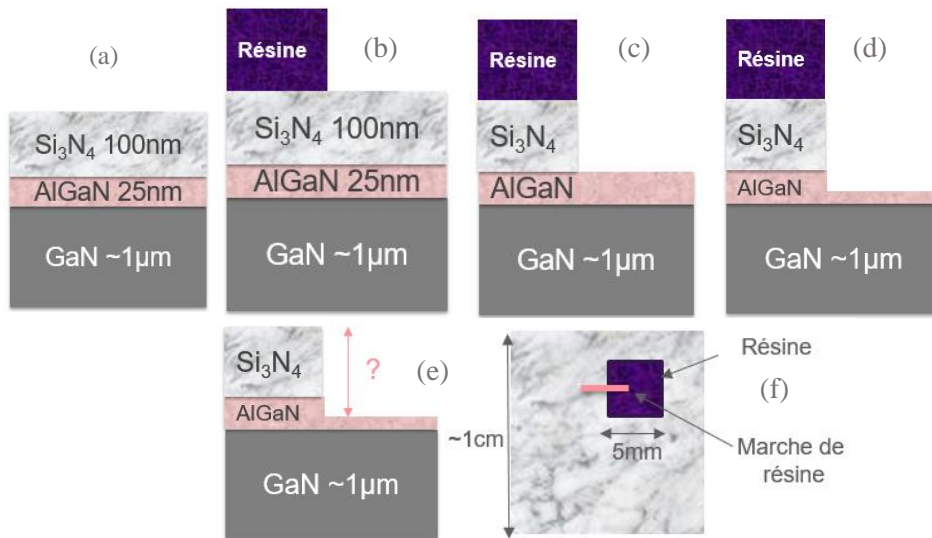 (a)
Si₃N₄ 100nm
AlGaN 25nm
GaN ~1µm
Résine
(b)
Si₃N₄ 100nm
AlGaN 25nm
GaN ~1µm
Résine
(c)
Si₃N₄
AlGaN
GaN ~1µm
Résine
(d)
Si₃N₄
AlGaN
GaN ~1µm
Si₃N₄
?
(e)
AlGaN
GaN ~1µm
~1cm
5mm
Résine
(f)
Marche de
résine